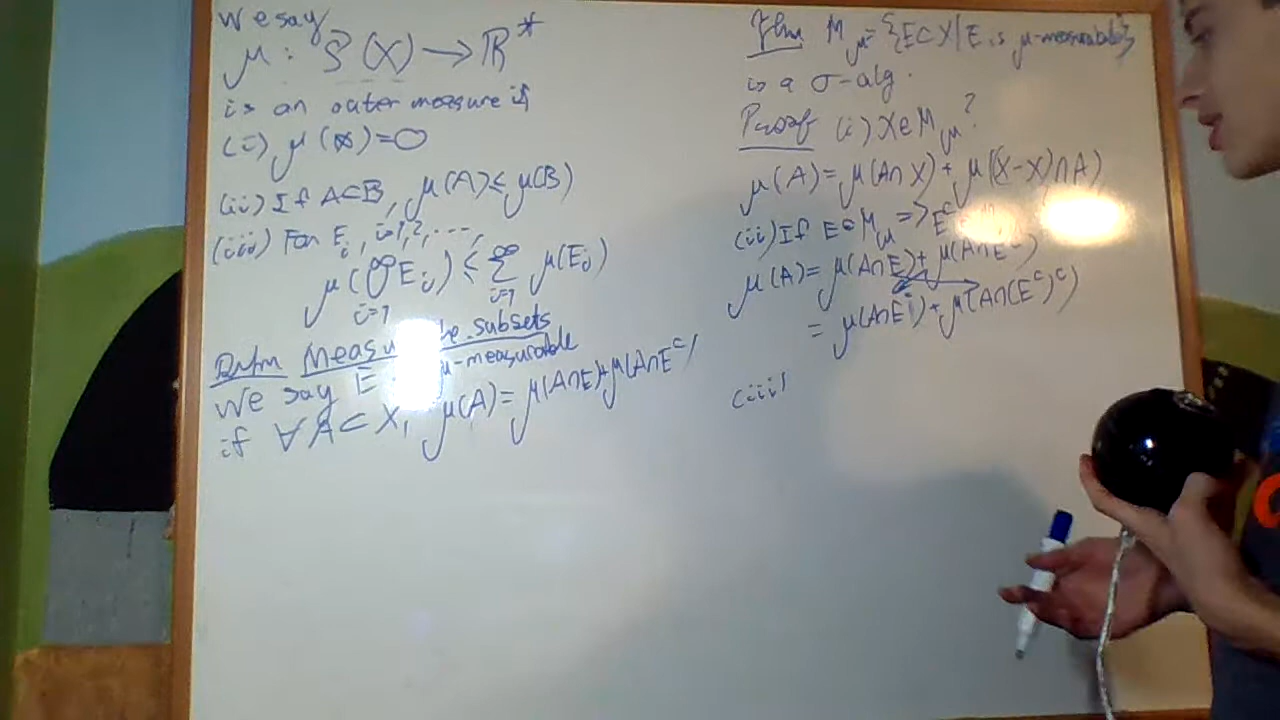 We say
μ : P(X) → ℝ*
is an outer measure if
(i) μ(∅)=0
(ii) If A⊂B, μ(A) ≤ μ(B)
(iii) For E_i, i=1,2,...,
μ(⋃_{i=1}^∞ E_i) ≤ ∑_{i=1}^∞ μ(E_i)
Defn Measurable subsets
We say E μ-measurable
if ∀ A ⊂ X, μ(A) = μ(A∩E)+μ(A∩E^c)
Thm M_μ = {E⊂X | E is μ-measurable}
is a σ-alg.
Proof (i) X∈M_μ?
μ(A) = μ(A∩X) + μ((X-X)∩A)
(ii) If E∈M_μ => E^c
μ(A) = μ(A∩E) + μ(A∩E^c)
= μ(A∩E^c) + μ(A∩(E^c)^c)
(iii)